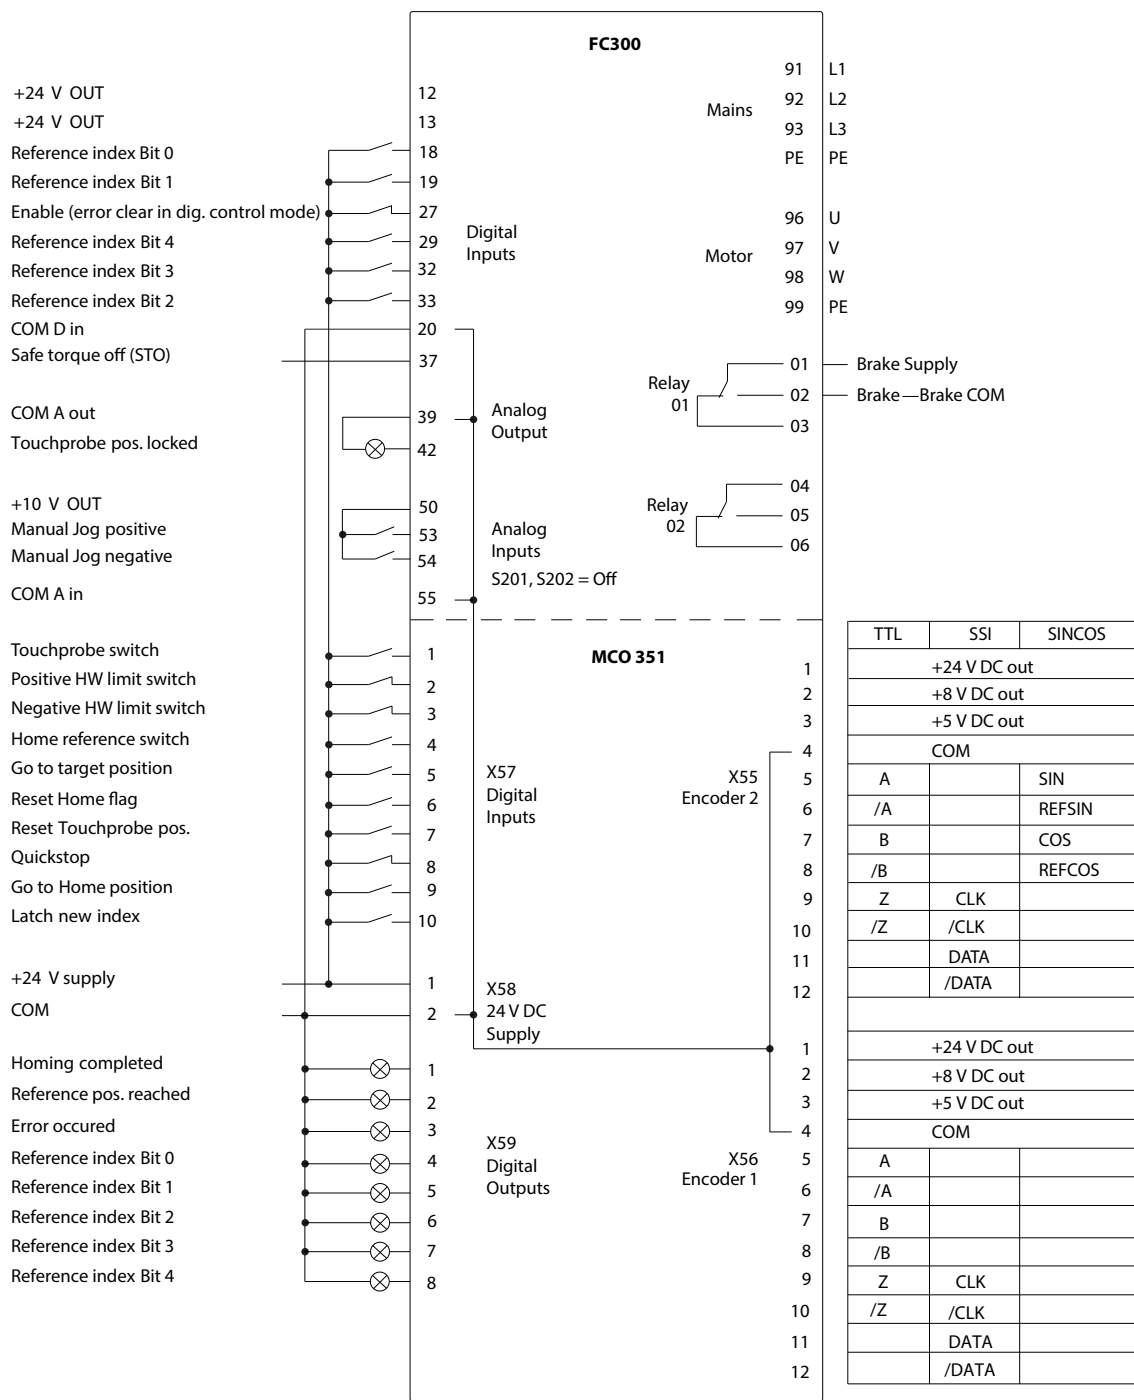 FC300
+24 V OUT 12
+24 V OUT 13
Reference index Bit 0 18
Reference index Bit 1 19
Enable (error clear in dig. control mode) 27
Reference index Bit 4 29
Reference index Bit 3 32
Reference index Bit 2 33
COM D in 20
Safe torque off (STO) 37
Digital
Inputs
COM A out 39
Touchprobe pos. locked 42
Analog
Output
+10 V OUT 50
Manual Jog positive 53
Manual Jog negative 54
COM A in 55
Analog
Inputs
S201, S202 = Off
Mains
91 L1
92 L2
93 L3
PE PE
Motor
96 U
97 V
98 W
99 PE
Relay
01
01 Brake Supply
02 Brake—Brake COM
03
Relay
02
04
05
06
MCO 351
Touchprobe switch 1
Positive HW limit switch 2
Negative HW limit switch 3
Home reference switch 4
Go to target position 5
Reset Home flag 6
Reset Touchprobe pos. 7
Quickstop 8
Go to Home position 9
Latch new index 10
X57
Digital
Inputs
+24 V supply 1
COM 2
X58
24 V DC
Supply
Homing completed 1
Reference pos. reached 2
Error occured 3
Reference index Bit 0 4
Reference index Bit 1 5
Reference index Bit 2 6
Reference index Bit 3 7
Reference index Bit 4 8
X59
Digital
Outputs
X55
Encoder 2
TTL SSI SINCOS
1 +24 V DC out
2 +8 V DC out
3 +5 V DC out
4 COM
5 A SIN
6 /A REFSIN
7 B COS
8 /B REFCOS
9 Z CLK
10 /Z /CLK
11 DATA
12 /DATA
X56
Encoder 1
1 +24 V DC out
2 +8 V DC out
3 +5 V DC out
4 COM
5 A
6 /A
7 B
8 /B
9 Z CLK
10 /Z /CLK
11 DATA
12 /DATA